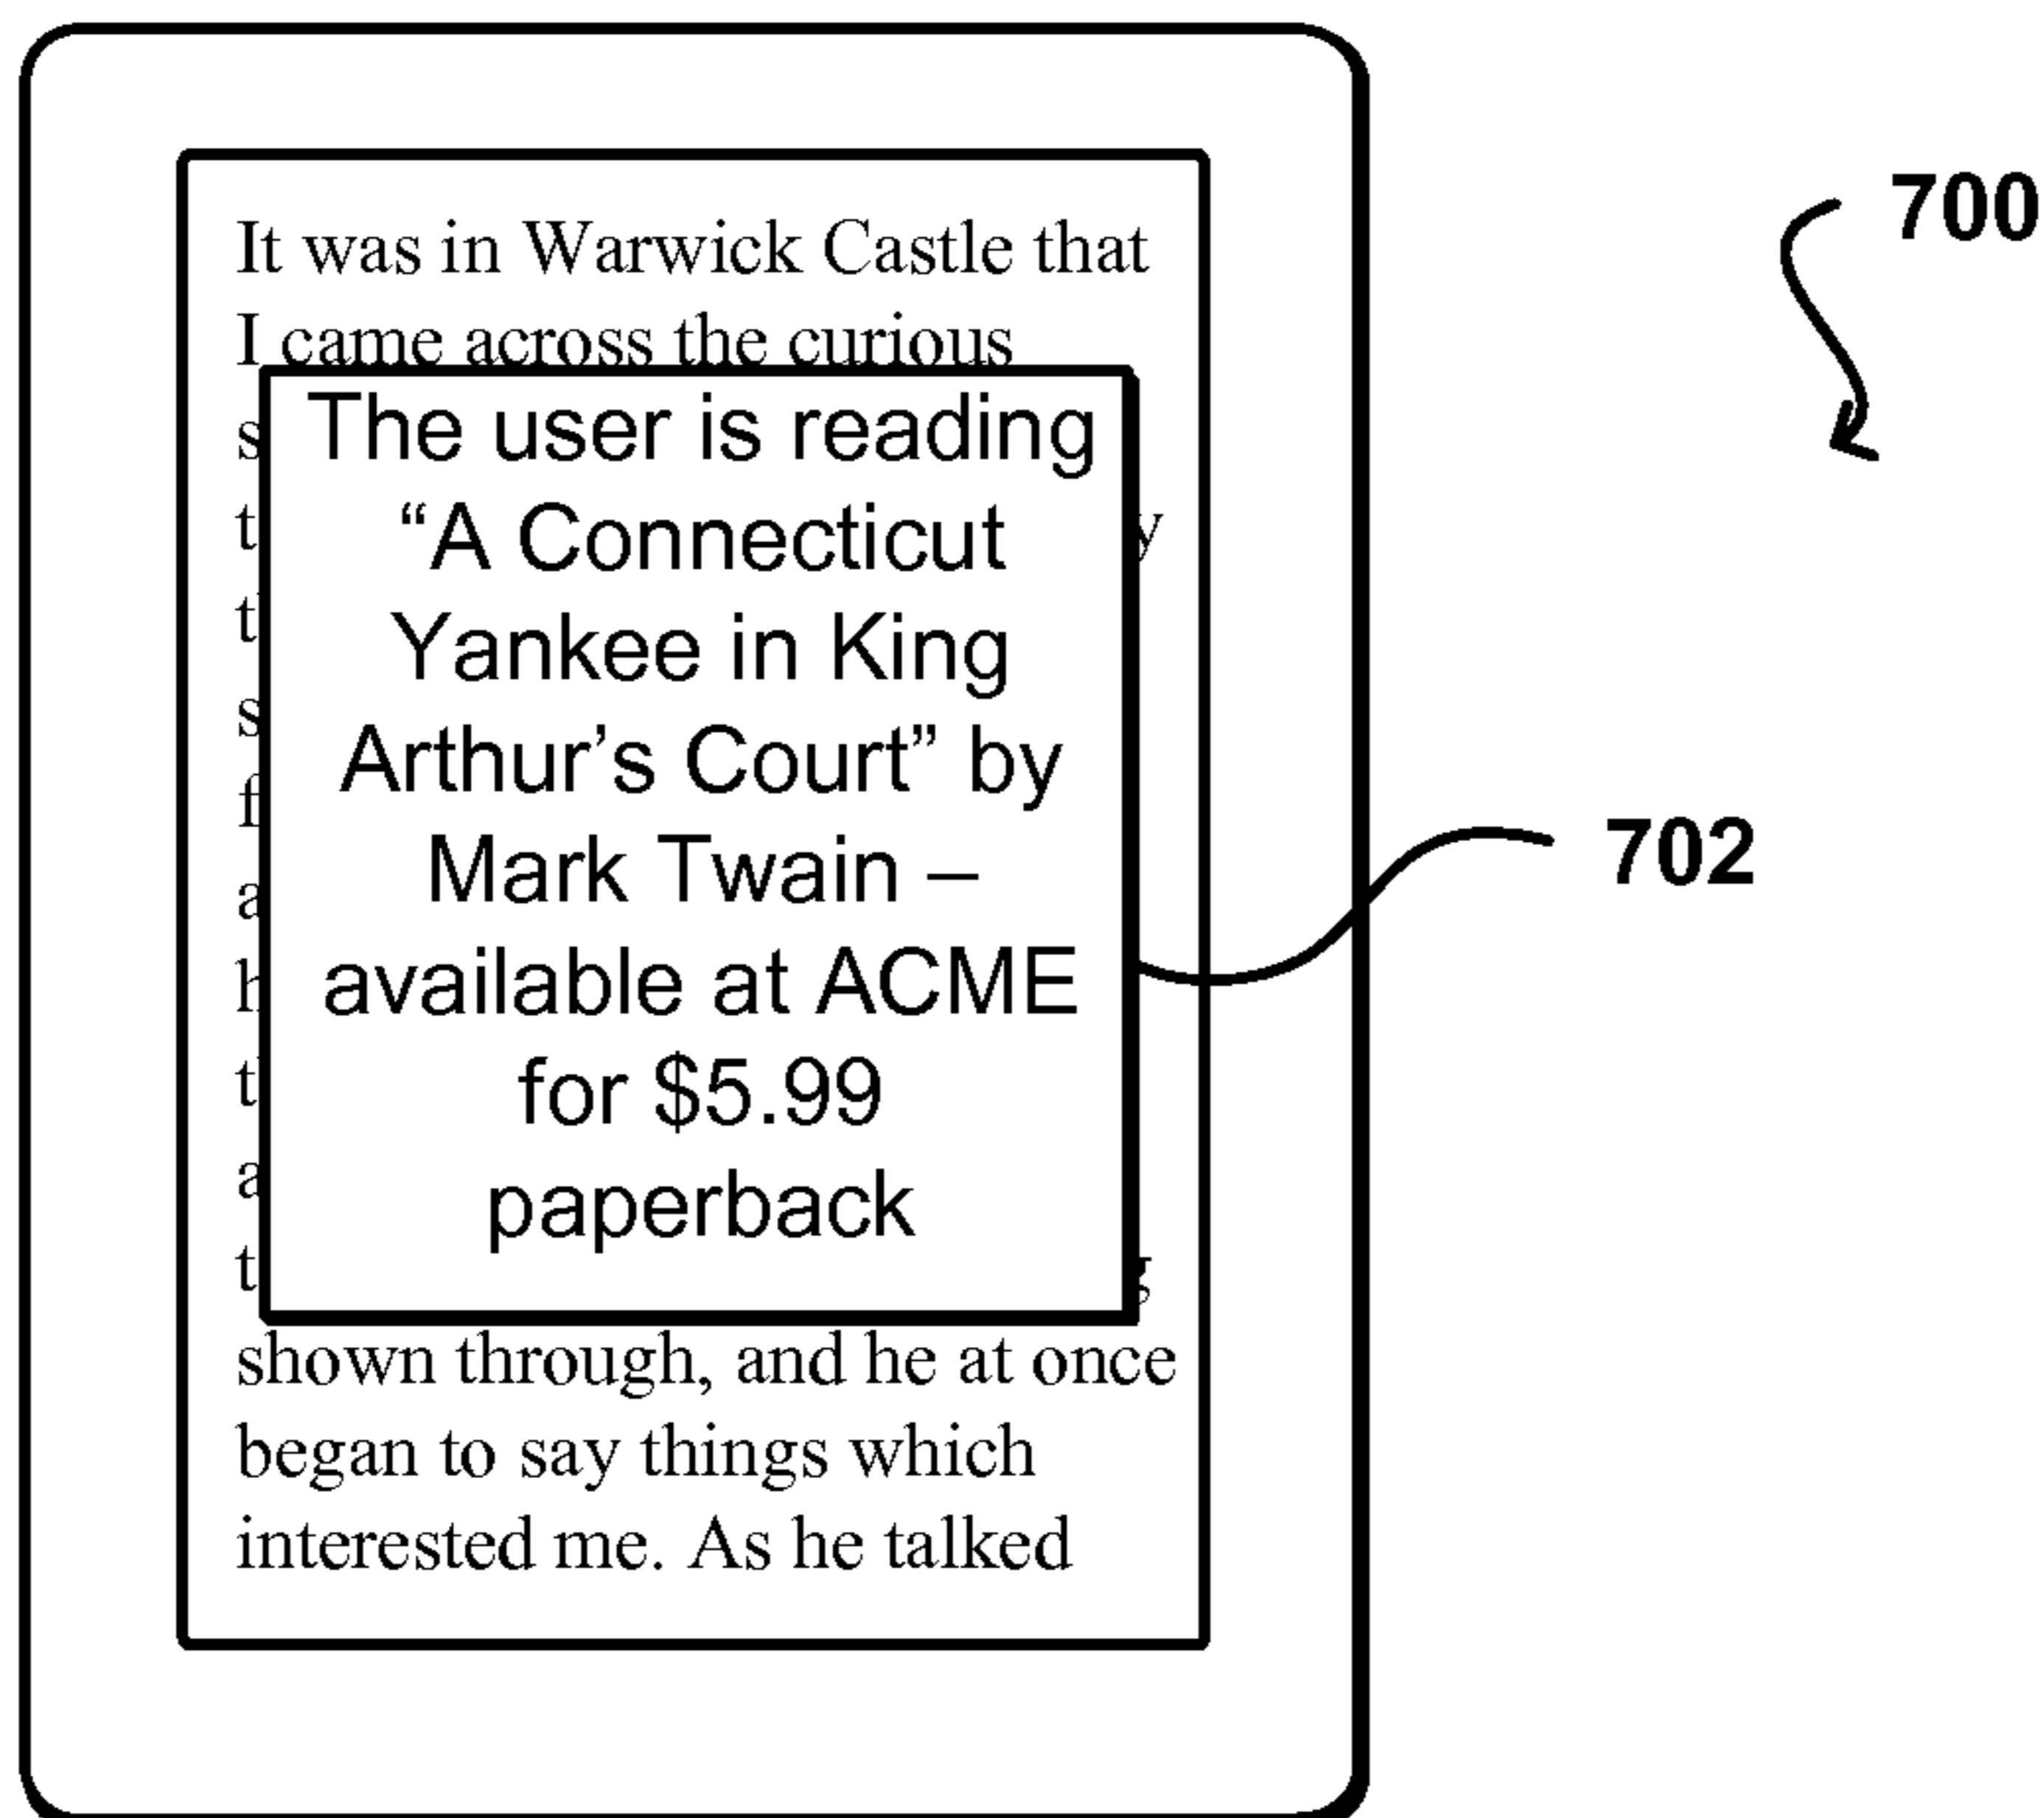 It was in Warwick Castle that
I came across the curious
The user is reading
“A Connecticut
Yankee in King
Arthur’s Court” by
Mark Twain –
available at ACME
for $5.99
paperback
shown through, and he at once
began to say things which
interested me. As he talked
700
702